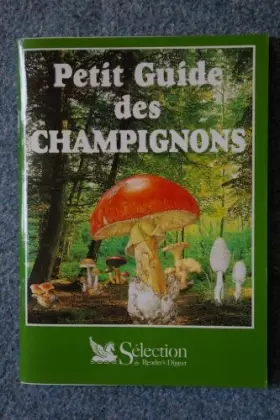 Petit Guide
des
CHAMPIGNONS
Sélection
du Reader's Digest